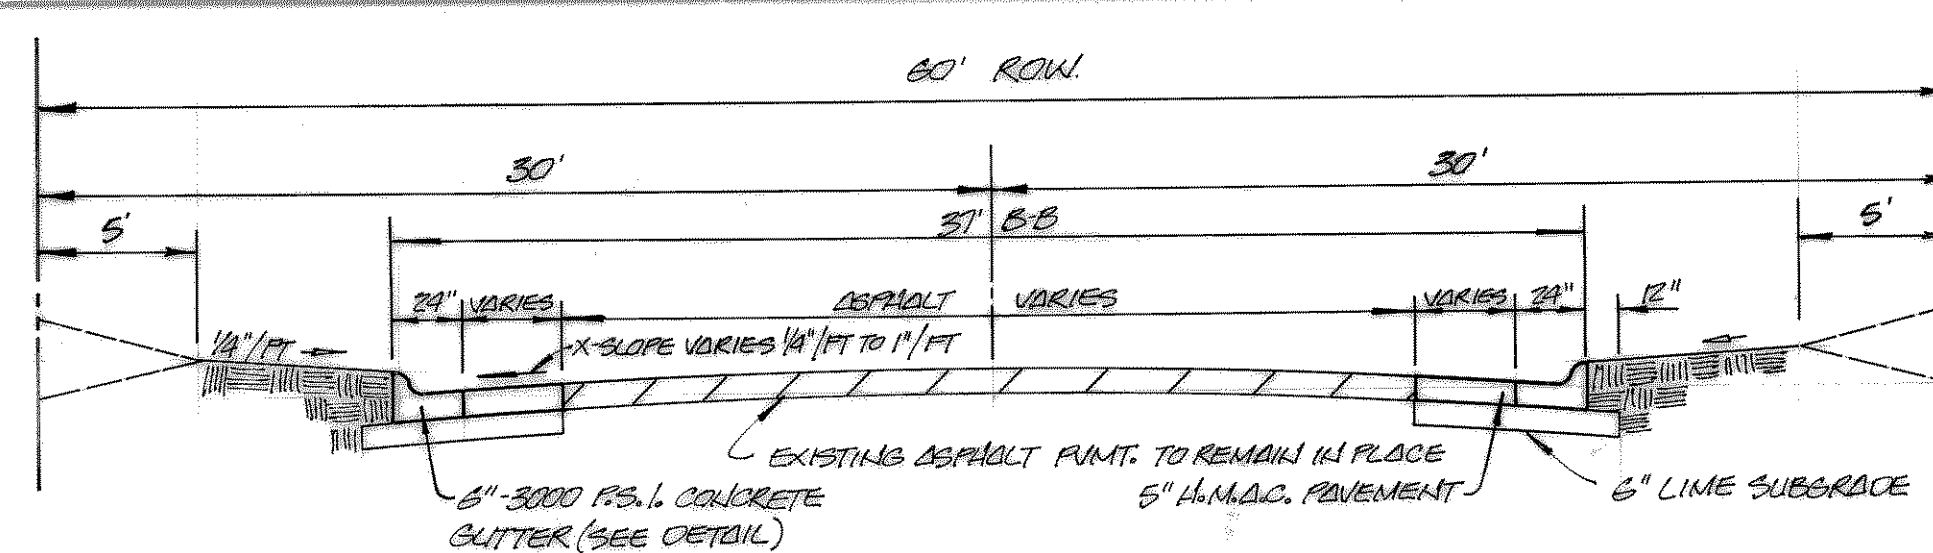 60' R.O.W.
30'
30'
5'
37' B-B
5'
24" VARIES
ASPHALT VARIES
VARIES 24"
12"
1/4"/FT
X-SLOPE VARIES 1/4"/FT TO 1"/FT
EXISTING ASPHALT PVMT. TO REMAIN IN PLACE
6"-3000 P.S.I. CONCRETE
GUTTER (SEE DETAIL)
5" H.M.A.C. PAVEMENT
6" LIME SUBGRADE